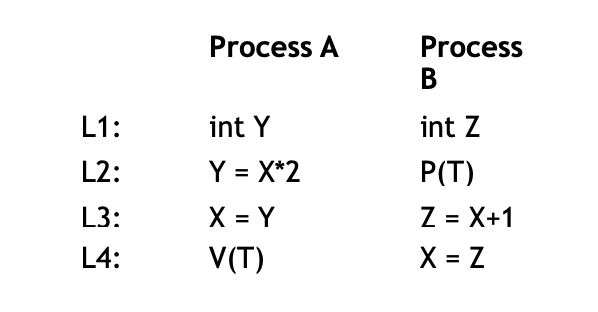 Process A Process
B
L1: int Y int Z
L2: Y = X*2 P(T)
L3: X = Y Z = X+1
L4: V(T) X = Z